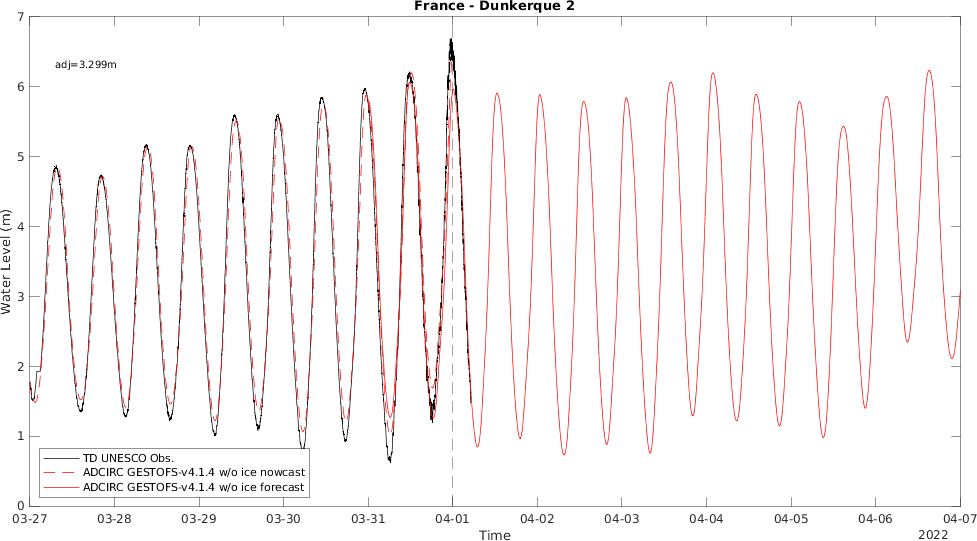 France - Dunkerque 2
7
adj=3.299m
6
5
4
Water Level (m)
3
2
1
TD UNESCO Obs.
ADCIRC GESTOFS-v4.1.4 w/o ice nowcast
ADCIRC GESTOFS-v4.1.4 w/o ice forecast
0
03-27 03-28 03-29 03-30 03-31 04-01 04-02 04-03 04-04 04-05 04-06 04-07
Time
2022